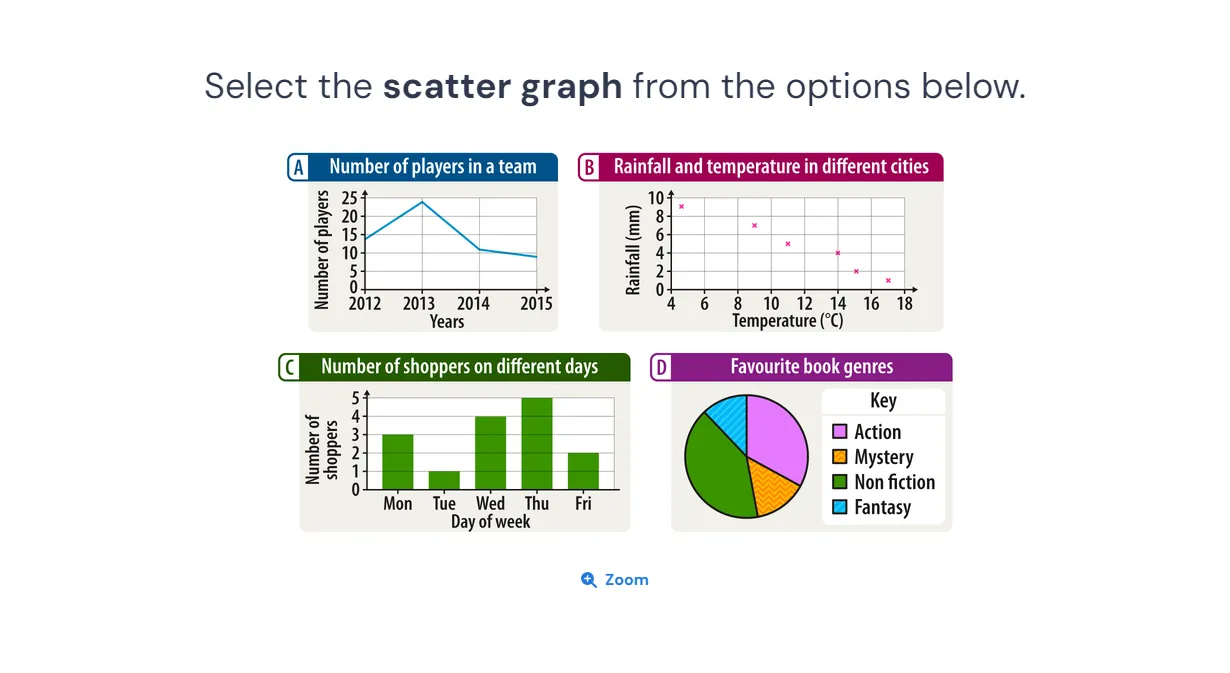 Select the scatter graph from the options below.
A
Number of players in a team
Number of players
25
20
15
10
5
0
2012 2013 2014 2015
Years
B
Rainfall and temperature in different cities
Rainfall (mm)
10
8
6
4
2
0
4 6 8 10 12 14 16 18
Temperature (°C)
C
Number of shoppers on different days
Number of
shoppers
5
4
3
2
1
0
Mon Tue Wed Thu Fri
Day of week
D
Favourite book genres
Key
Action
Mystery
Non fiction
Fantasy
Zoom